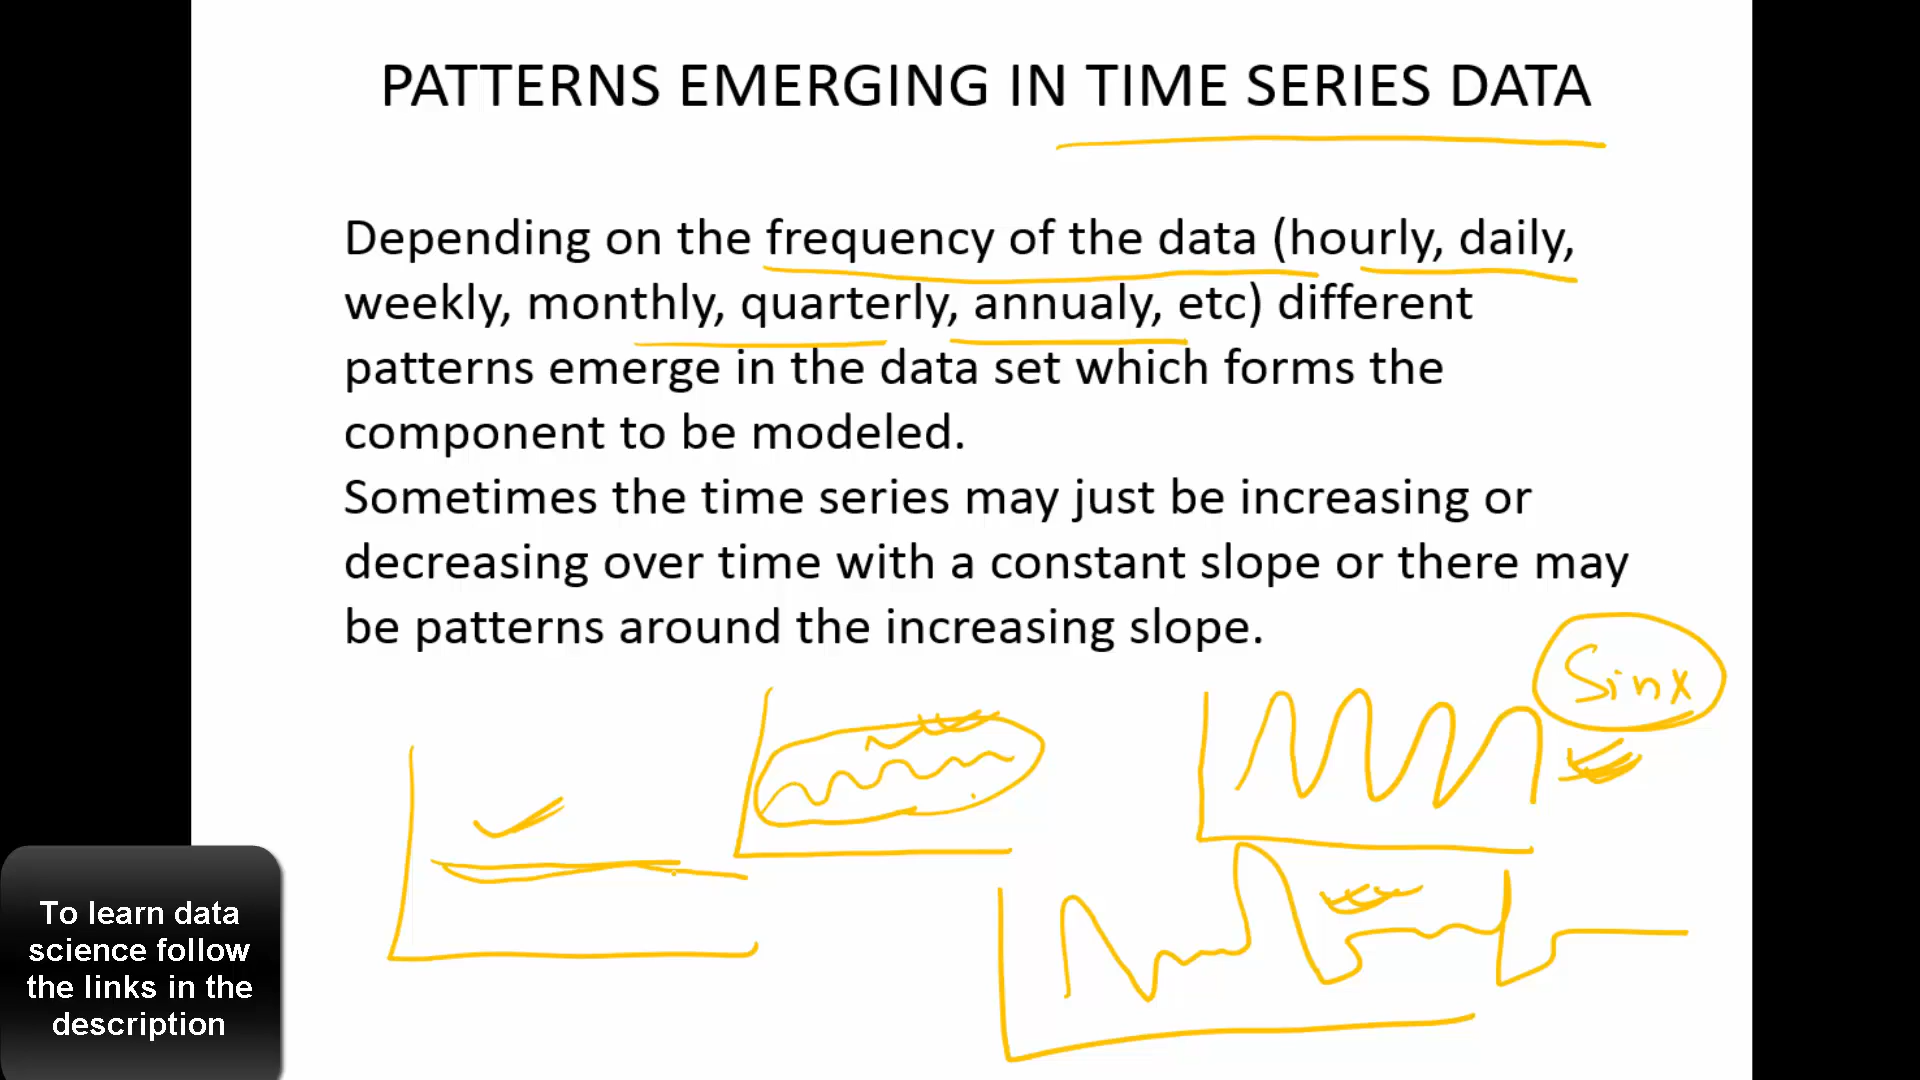 PATTERNS EMERGING IN TIME SERIES DATA
Depending on the frequency of the data (hourly, daily,
weekly, monthly, quarterly, annualy, etc) different
patterns emerge in the data set which forms the
component to be modeled.
Sometimes the time series may just be increasing or
decreasing over time with a constant slope or there may
be patterns around the increasing slope.
Sinx
To learn data
science follow
the links in the
description